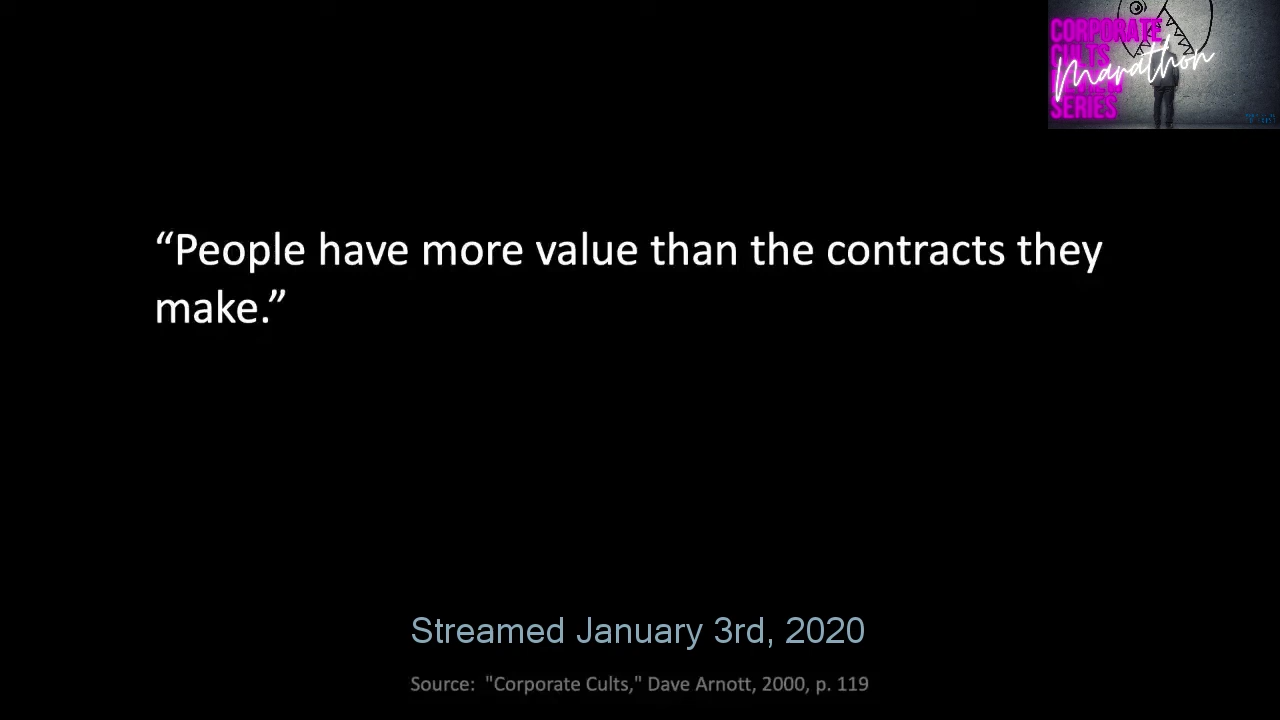 CORPORATE
CULTS
Marathon
SERIES
“People have more value than the contracts they
make.”
Streamed January 3rd, 2020
Source: "Corporate Cults," Dave Arnott, 2000, p. 119